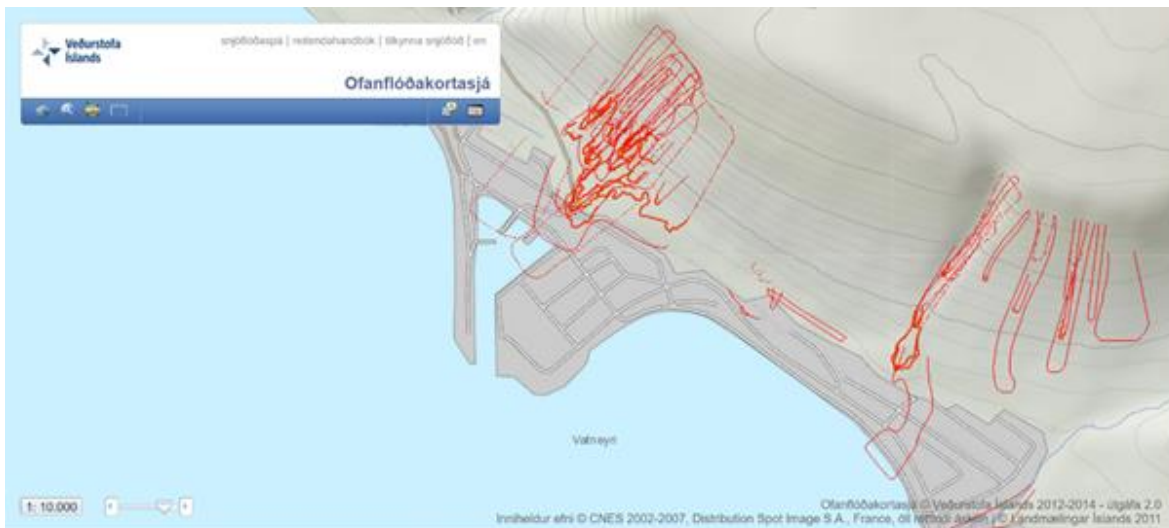 Veðurstofa
Íslands
snjóflóðaspá | notendahandbók | tilkynna snjóflóð | en
Ofanflóðakortasjá
Vatneyri
1: 10.000
Ofanflóðakortasjá © Veðurstofa Íslands 2012-2014 - útgáfa 2.0
Inniheldur efni © CNES 2002-2007, Distribution Spot Image S.A., France, öll réttindi áskilin | © Landmælingar Íslands 2011